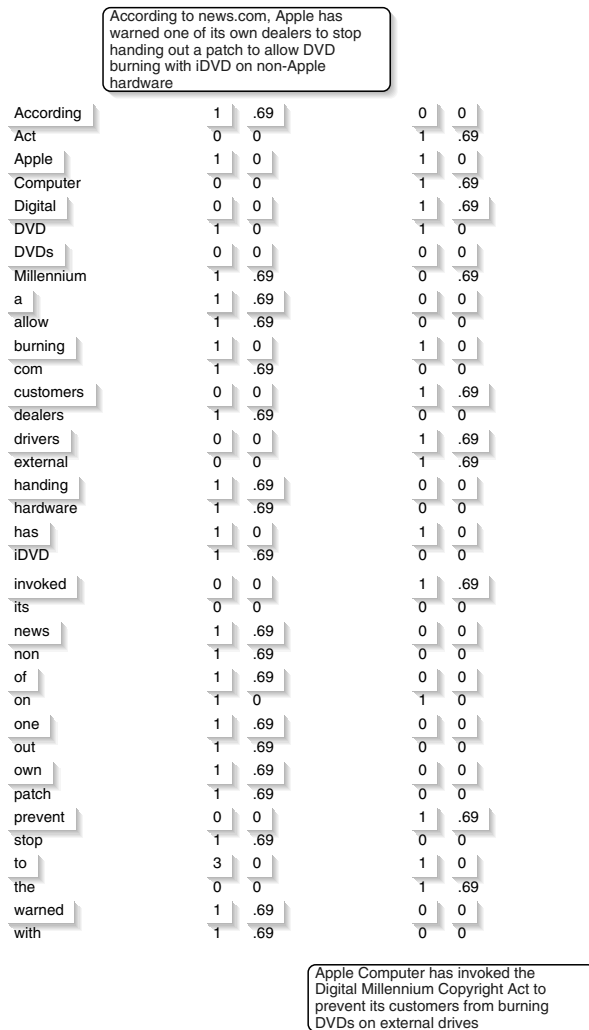 According to news.com, Apple has
warned one of its own dealers to stop
handing out a patch to allow DVD
burning with iDVD on non-Apple
hardware
According 1 .69 0 0
Act 0 0 1 .69
Apple 1 0 1 0
Computer 0 0 1 .69
Digital 0 0 1 .69
DVD 1 0 1 0
DVDs 0 0 0 0
Millennium 1 .69 0 .69
a 1 .69 0 0
allow 1 .69 0 0
burning 1 0 1 0
com 1 .69 0 0
customers 0 0 1 .69
dealers 1 .69 0 0
drivers 0 0 1 .69
external 0 0 1 .69
handing 1 .69 0 0
hardware 1 .69 0 0
has 1 0 1 0
iDVD 1 .69 0 0
invoked 0 0 1 .69
its 0 0 0 0
news 1 .69 0 0
non 1 .69 0 0
of 1 .69 0 0
on 1 0 1 0
one 1 .69 0 0
out 1 .69 0 0
own 1 .69 0 0
patch 1 .69 0 0
prevent 0 0 1 .69
stop 1 .69 0 0
to 3 0 1 0
the 0 0 1 .69
warned 1 .69 0 0
with 1 .69 0 0
Apple Computer has invoked the
Digital Millennium Copyright Act to
prevent its customers from burning
DVDs on external drives